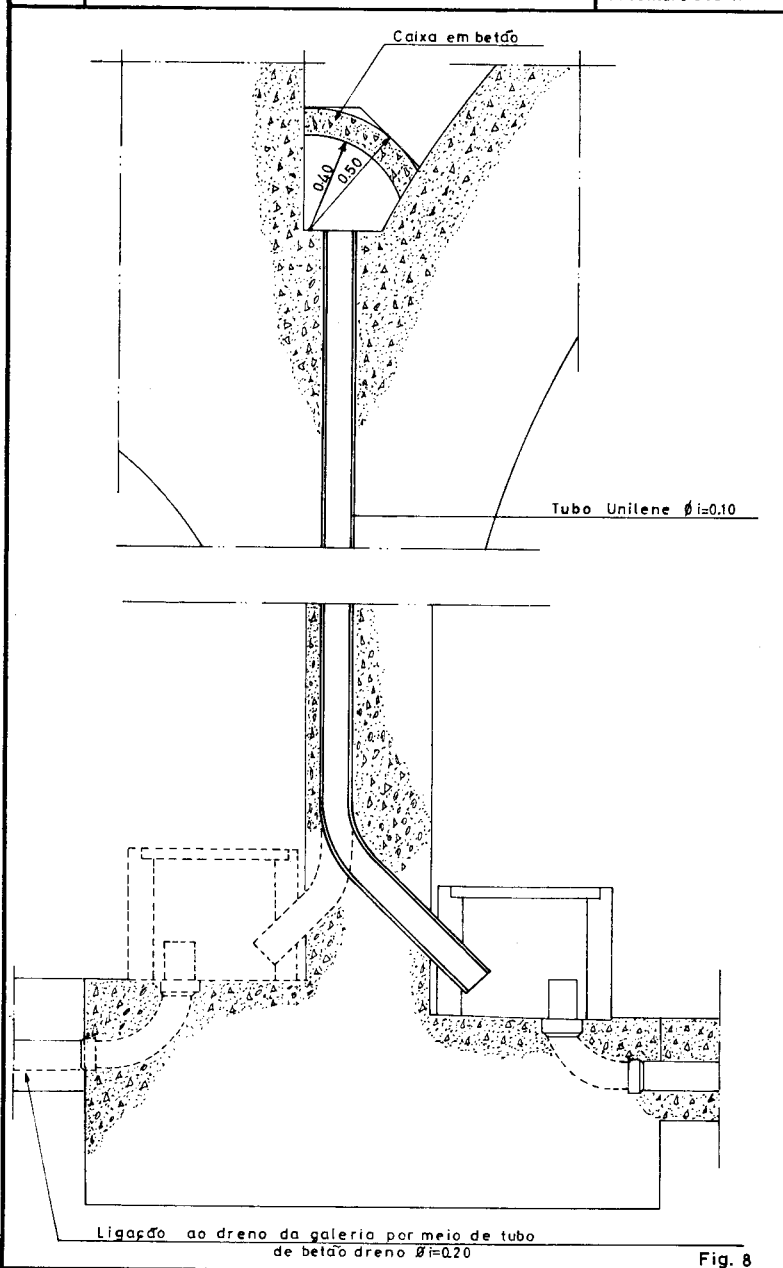 Caixa em betão
0.40
0.50
Tubo Unilene Ø i=0.10
Ligação ao dreno da galeria por meio de tubo
de betão dreno Øi=0.20
Fig. 8